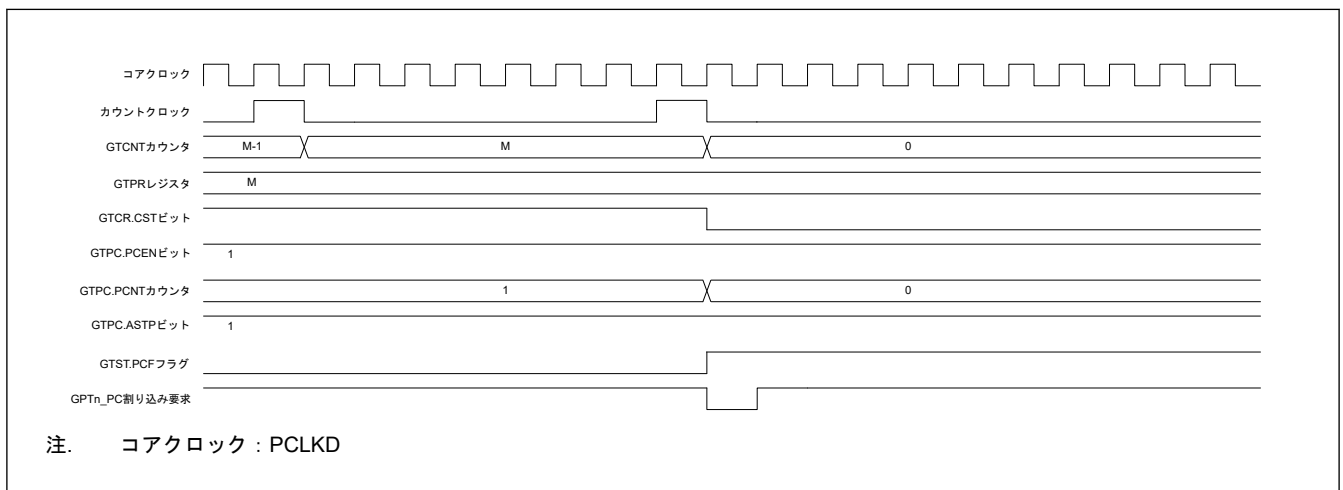 コアクロック
カウントクロック
GTCNTカウンタ M-1 M 0
GTPRレジスタ M
GTCR.CSTビット
GTPC.PCENビット 1
GTPC.PCNTカウンタ 1 0
GTPC.ASTPビット 1
GTST.PCFフラグ
GPTn_PC割り込み要求
注. コアクロック：PCLKD